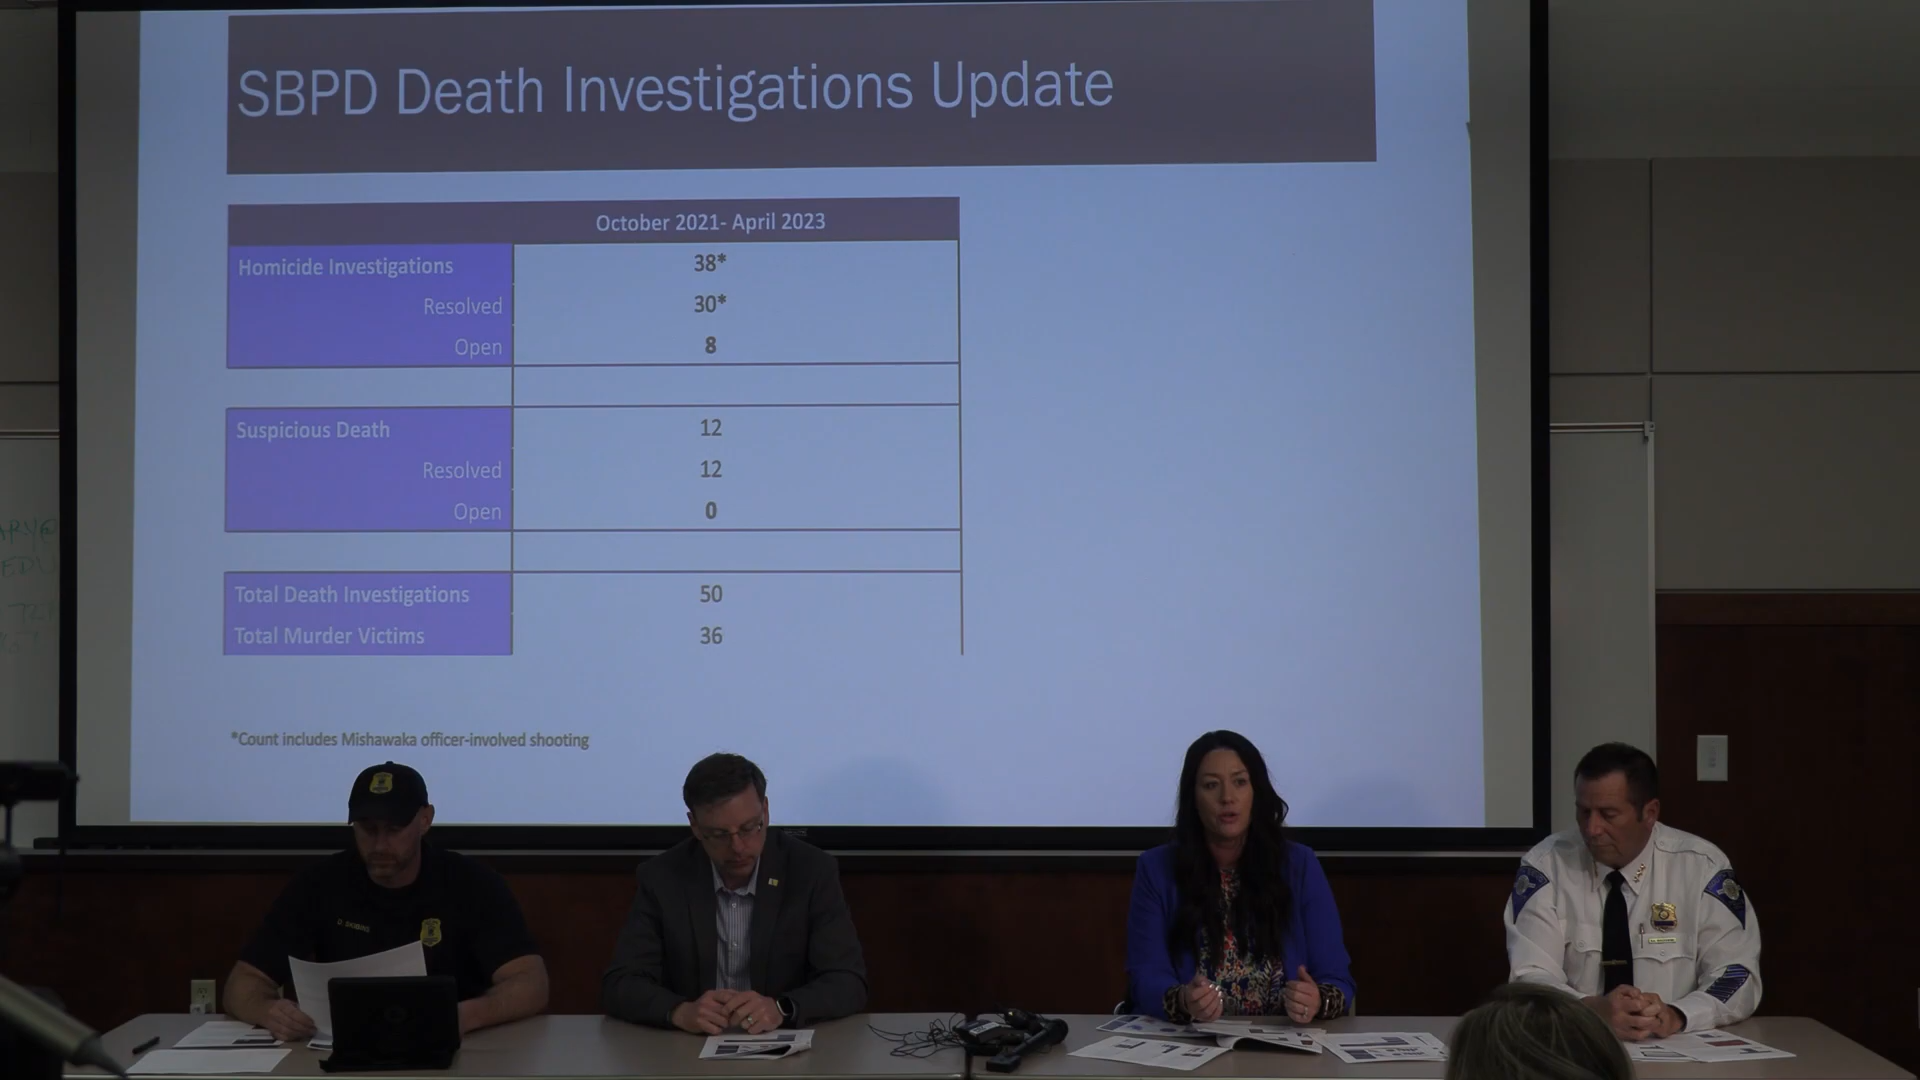 SBPD Death Investigations Update
October 2021- April 2023
Homicide Investigations 38*
Resolved 30*
Open 8
Suspicious Death 12
Resolved 12
Open 0
Total Death Investigations 50
Total Murder Victims 36
*Count includes Mishawaka officer-involved shooting